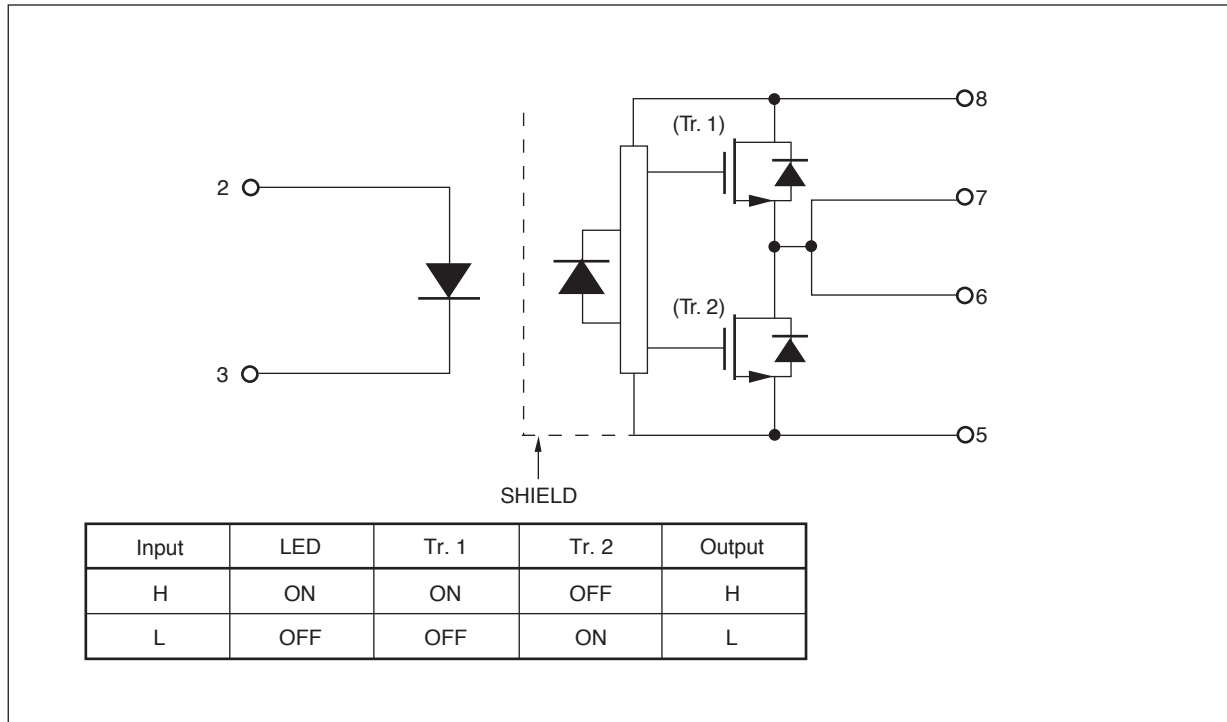 8
(Tr. 1)
2
7
6
(Tr. 2)
3
5
SHIELD
Input LED Tr. 1 Tr. 2 Output
H ON ON OFF H
L OFF OFF ON L